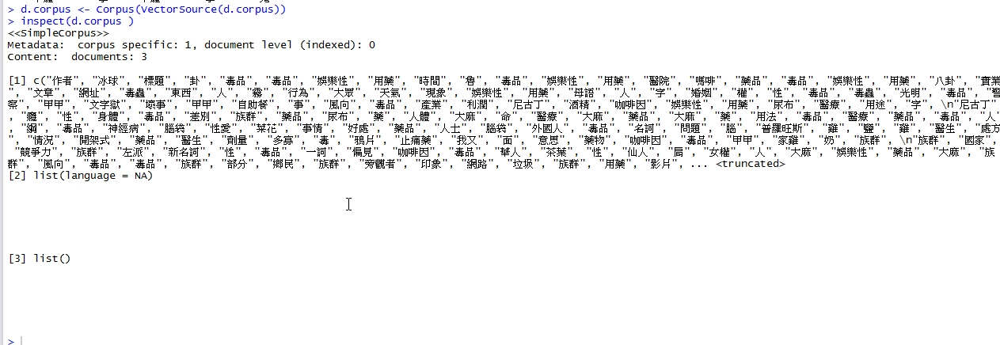 > d.corpus <- Corpus(VectorSource(d.corpus))
> inspect(d.corpus )
<<SimpleCorpus>>
Metadata:  corpus specific: 1, document level (indexed): 0
Content:  documents: 3
[1] c("作者", "冰球", "標題", "卦", "毒品", "毒品", "娛樂性", "用藥", "時間", "魯", "毒品", "娛樂性", "用藥", "醫院", "嗎啡", "藥品", "毒品", "娛樂性", "用藥", "八卦", "實業
", "文章", "網址", "毒蟲", "東西", "人", "霧", "行為", "大眾", "天氣", "現象", "娛樂性", "用藥", "母語", "人", "字", "婚姻", "權", "性", "毒品", "毒蟲", "光明", "毒品", "警
察", "甲甲", "文字獄", "壞事", "甲甲", "自助餐", "事", "風向", "毒品", "產業", "利潤", "尼古丁", "酒精", "咖啡因", "娛樂性", "用藥", "尿布", "醫療", "用途", "字", \n"尼古丁"
, "癮", "性", "身體", "毒品", "差別", "族群", "藥品", "尿布", "藥", "人體", "大麻", "命", "醫療", "大麻", "藥品", "大麻", "藥", "用法", "毒品", "醫療", "藥品", "毒品", "人"
, "綱", "毒品", "神經病", "腦袋", "性愛", "某花", "事情", "好處", "藥品", "人士", "腦袋", "外國人", "毒品", "名詞", "問題", "腦", "普羅旺斯", "雞", "鹽", "雞", "醫生", "處方
", "情況", "開架式", "藥品", "醫生", "劑量", "多寡", "毒", "鴉片", "止痛藥", "我又", "面", "意思", "藥物", "咖啡因", "毒品", "甲甲", "家雞", "奶", "族群", \n"族群", "國家",
"競爭力", "族群", "左派", "新名詞", "性", "毒品", "一詞", "偏見", "咖啡因", "毒品", "華人", "茶葉", "性", "仙人", "局", "女權", "人", "大麻", "娛樂性", "藥品", "大麻", "族
群", "風向", "毒品", "毒品", "族群", "部分", "鄉民", "族群", "旁觀者", "印象", "網路", "垃圾", "族群", "用藥", "影片", ... <truncated>
[2] list(language = NA)
[3] list()
>